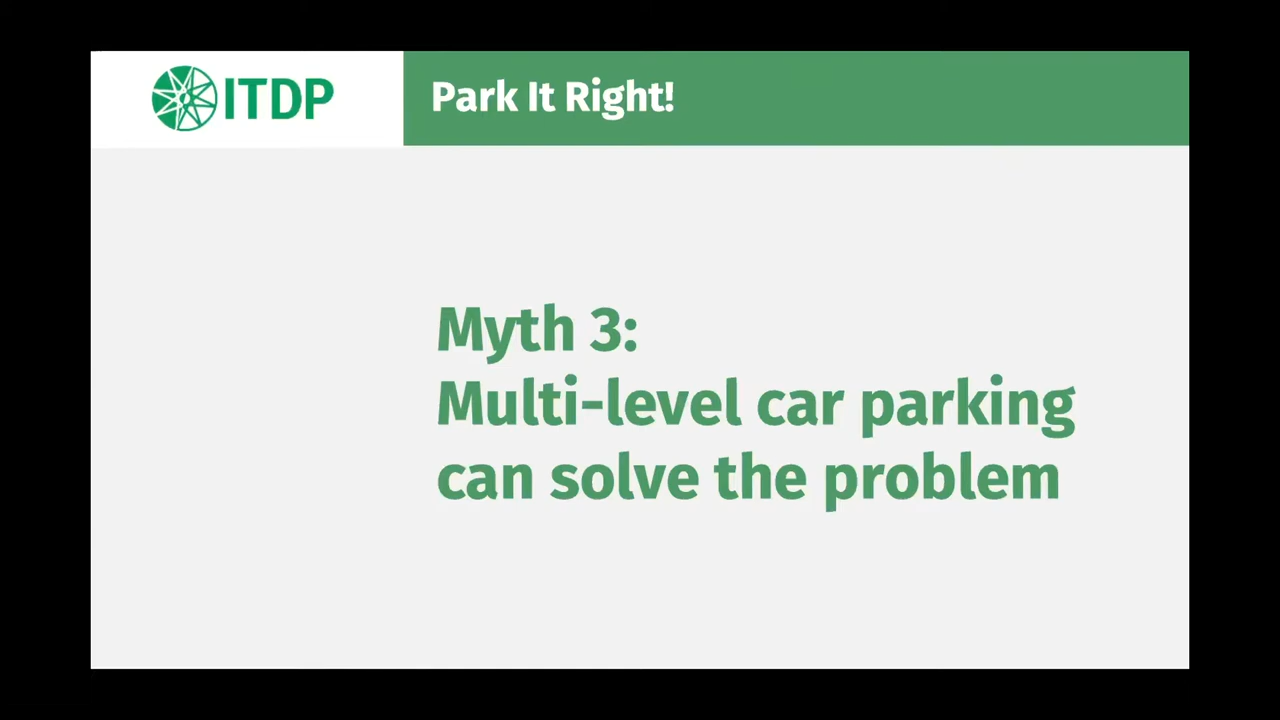 ITDP
Park It Right!
Myth 3:
Multi-level car parking
can solve the problem